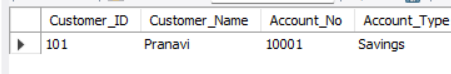 Customer_ID Customer_Name Account_No Account_Type
101 Pranavi 10001 Savings